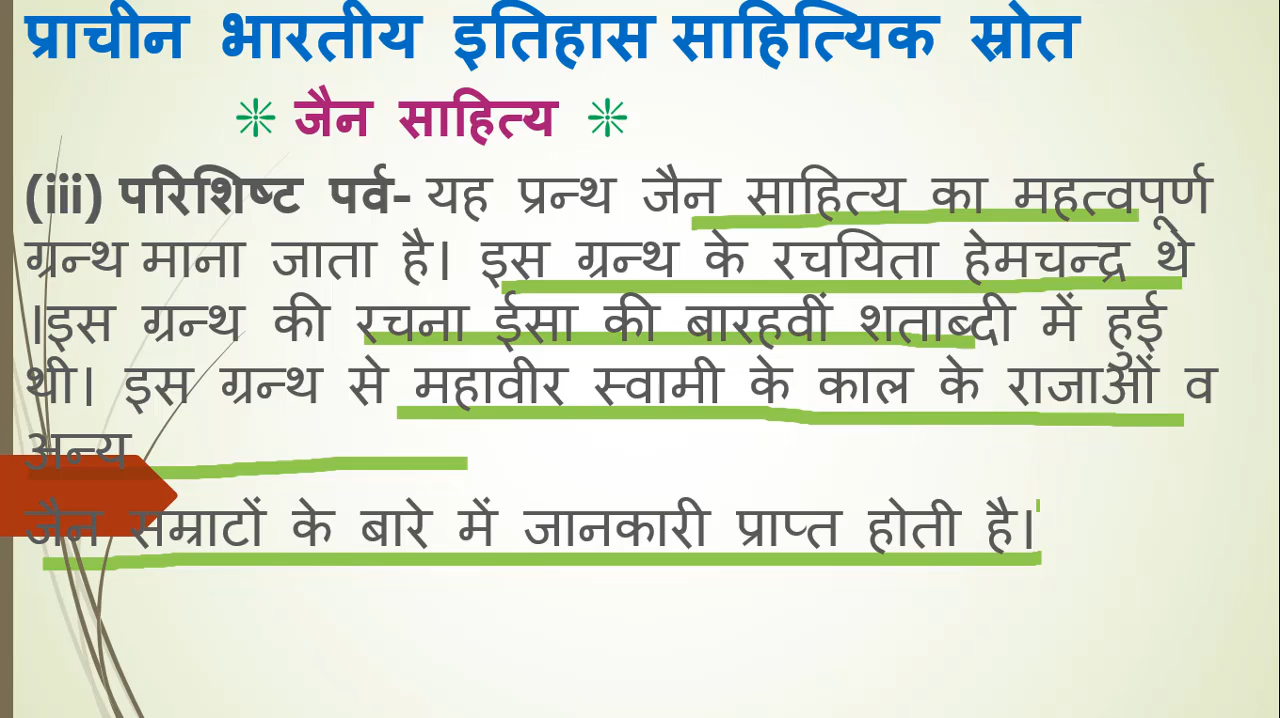 प्राचीन भारतीय इतिहास साहित्यिक स्रोत
जैन साहित्य
(iii) परिशिष्ट पर्व- यह प्रन्थ जैन साहित्य का महत्वपूर्ण
ग्रन्थ माना जाता है। इस ग्रन्थ के रचयिता हेमचन्द्र थे
।इस ग्रन्थ की रचना ईसा की बारहवीं शताब्दी में हुई
थी। इस ग्रन्थ से महावीर स्वामी के काल के राजाओं व
अन्य
जैन सम्राटों के बारे में जानकारी प्राप्त होती है।